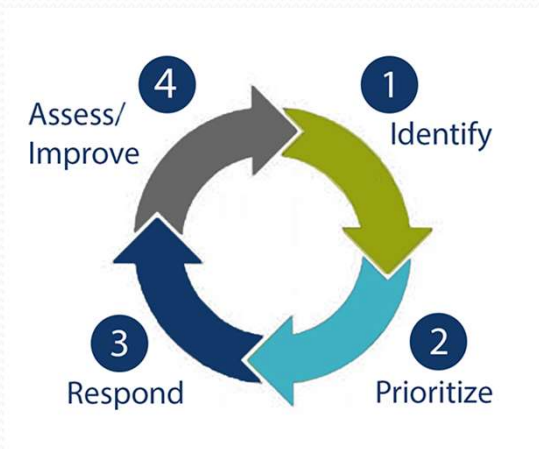 1
Identify
2
Prioritize
3
Respond
4
Assess/
Improve